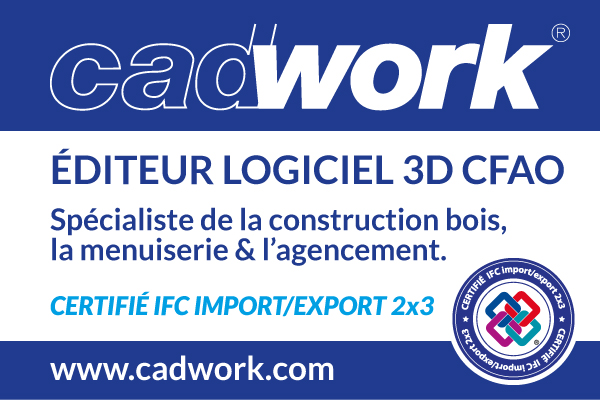 cadwork®
ÉDITEUR LOGICIEL 3D CFAO
Spécialiste de la construction bois,
la menuiserie & l’agencement.
CERTIFIÉ IFC IMPORT/EXPORT 2x3
CERTIFIÉ IFC import/export 2x3
CERTIFIÉ IFC import/export 2x3
®
www.cadwork.com